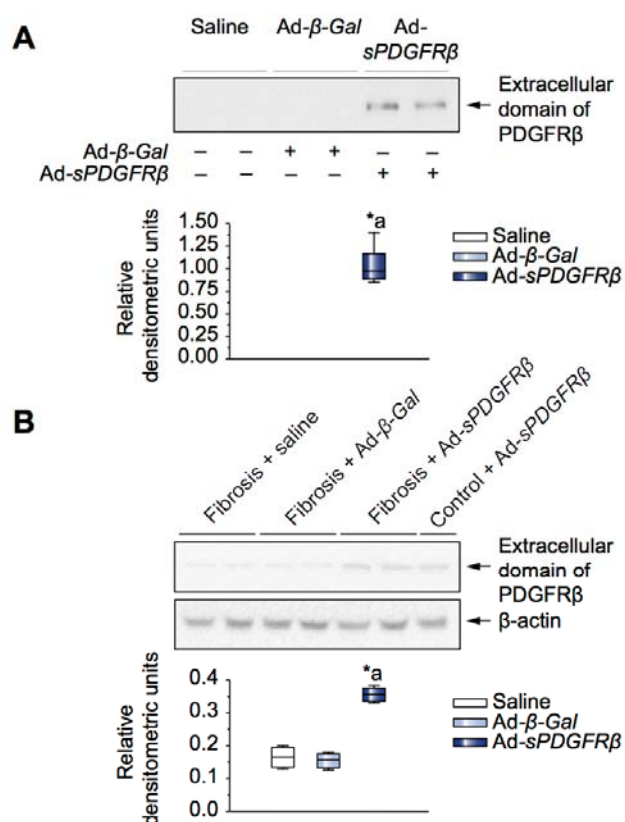 A
Saline Ad-β-Gal Ad-
sPDGFRβ
Extracellular
domain of
PDGFRβ
Ad-β-Gal – – + + – –
Ad-sPDGFRβ – – – – + +
Relative
densitometric units
1.50
1.25
1.00
0.75
0.50
0.25
0.00
*a
Saline
Ad-β-Gal
Ad-sPDGFRβ
B
Fibrosis + saline
Fibrosis + Ad-β-Gal
Fibrosis + Ad-sPDGFRβ
Control + Ad-sPDGFRβ
Extracellular
domain of
PDGFRβ
β-actin
Relative
densitometric units
0.4
0.3
0.2
0.1
0.0
*a
Saline
Ad-β-Gal
Ad-sPDGFRβ